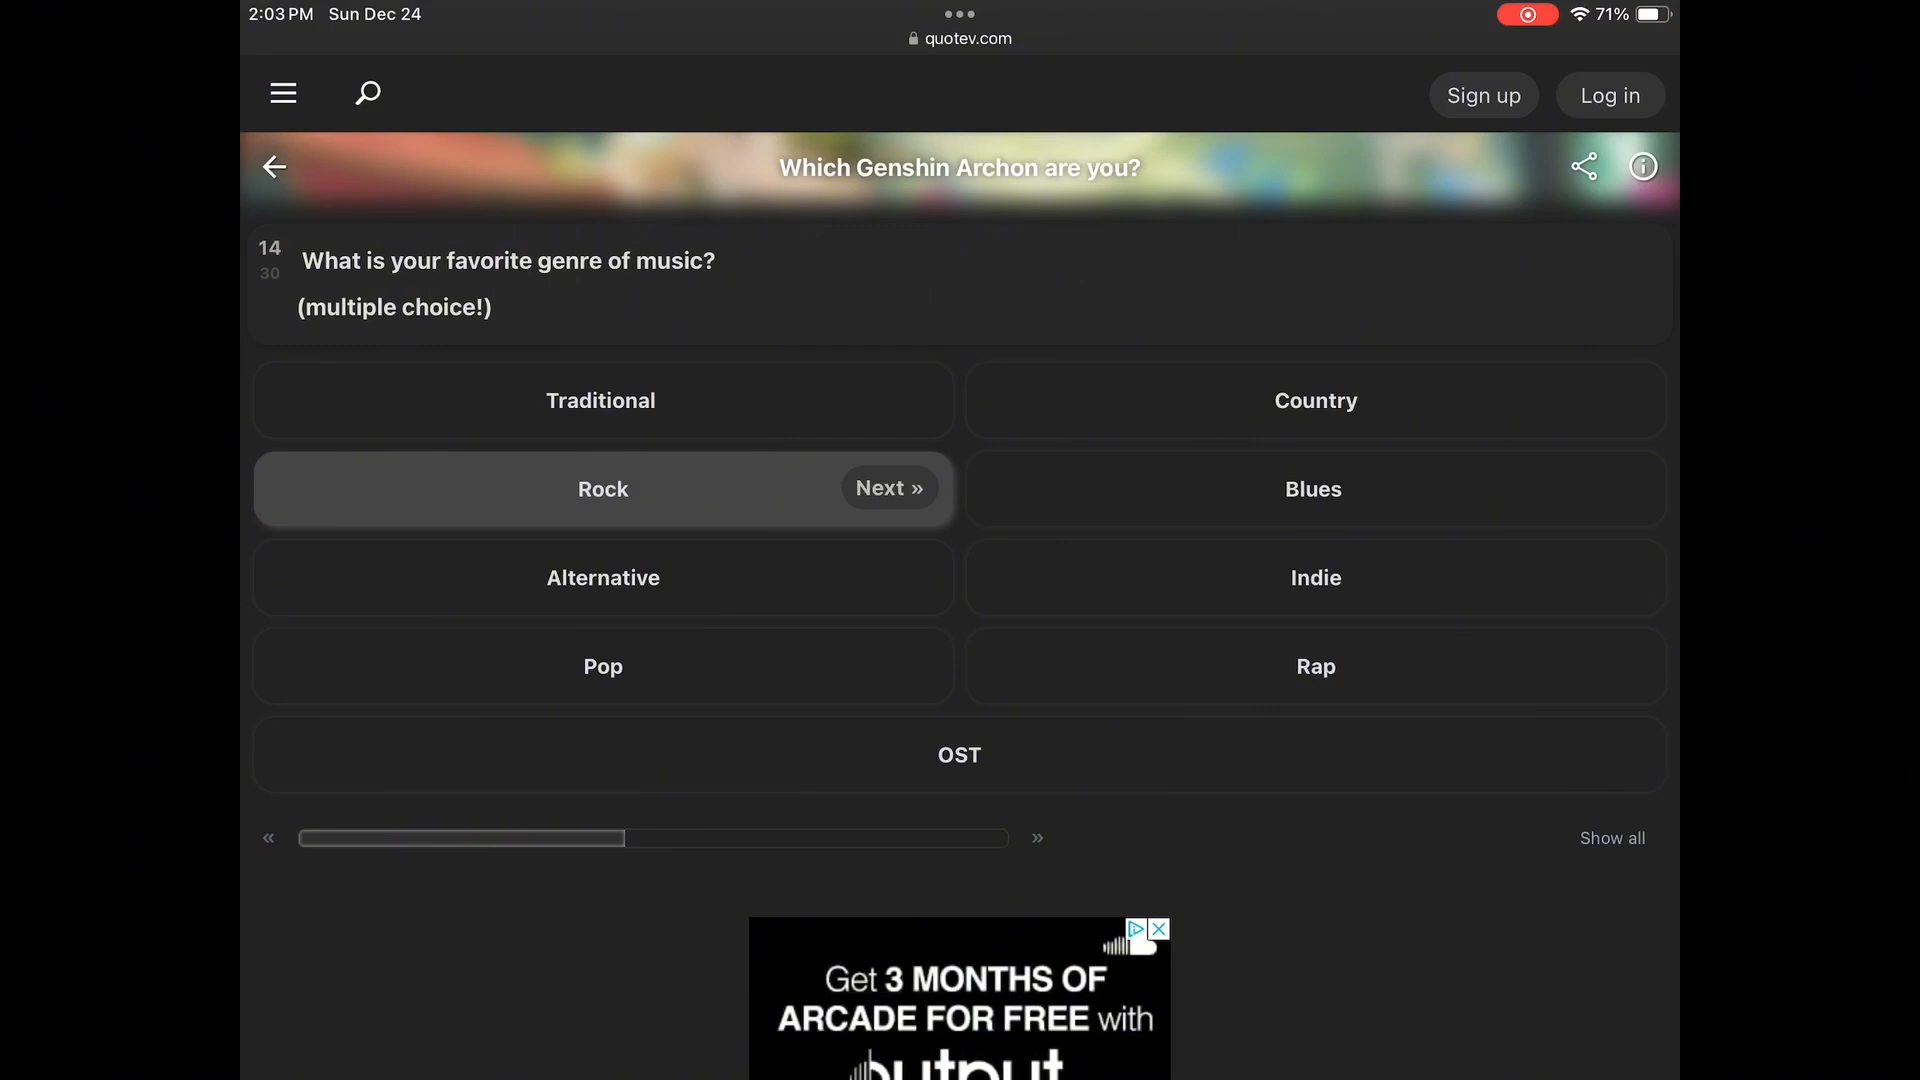 2:03 PM Sun Dec 24
71%
quotev.com
Sign up
Log in
Which Genshin Archon are you?
14
30
What is your favorite genre of music?
(multiple choice!)
Traditional
Country
Rock
Next »
Blues
Alternative
Indie
Pop
Rap
OST
«
»
Show all
Get 3 MONTHS OF
ARCADE FOR FREE with
output